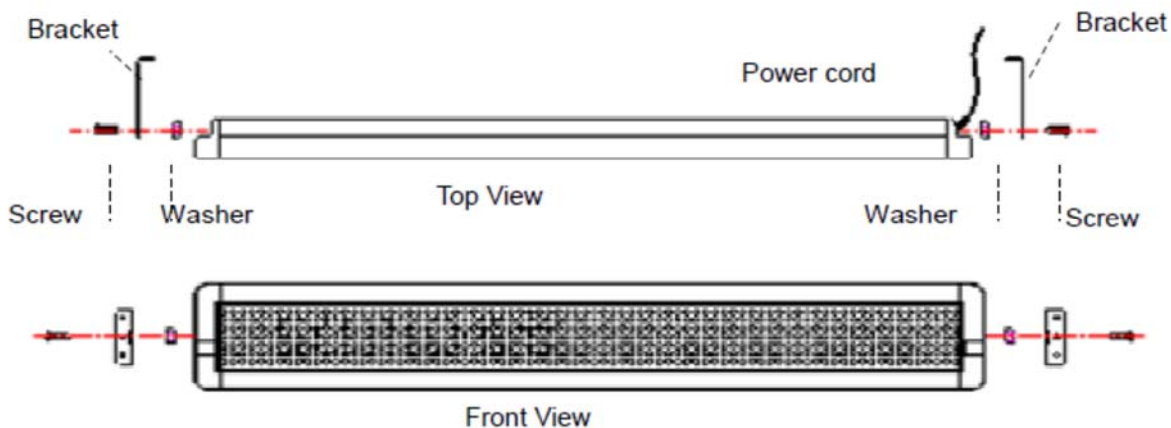 Bracket
Bracket
Power cord
Screw
Washer
Top View
Washer
Screw
Front View